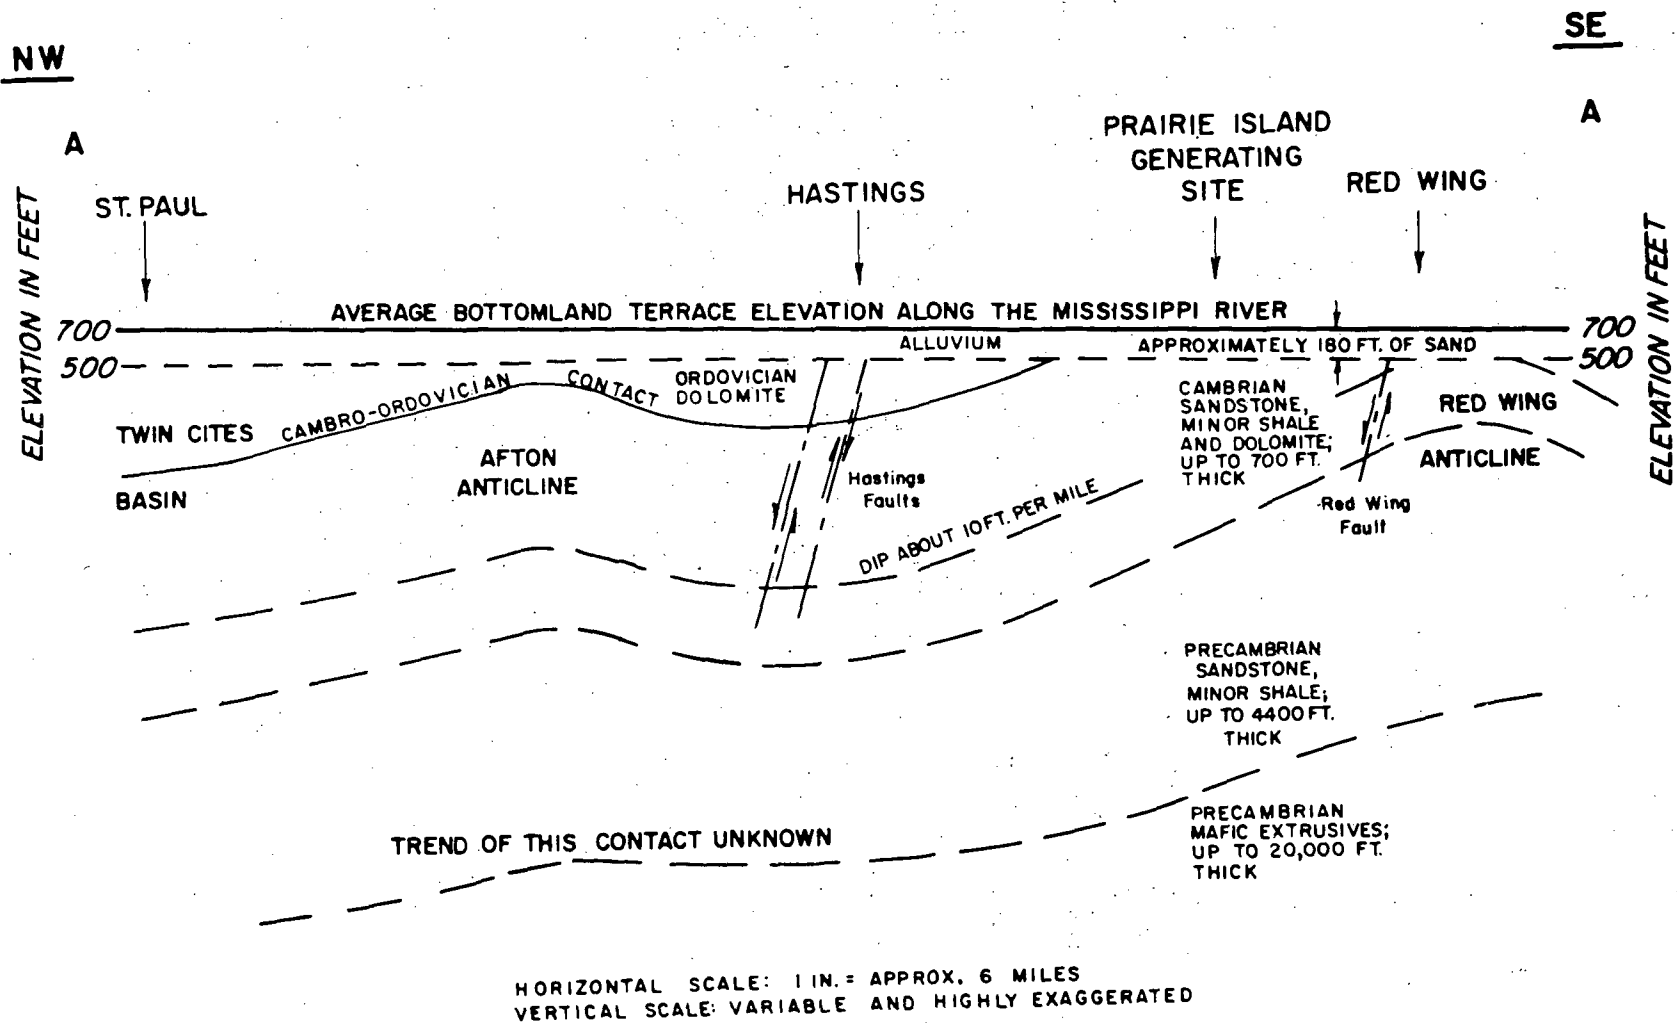 NW
SE
A
A
PRAIRIE ISLAND
GENERATING
SITE
RED WING
HASTINGS
ST. PAUL
ELEVATION IN FEET
ELEVATION IN FEET
AVERAGE BOTTOMLAND TERRACE ELEVATION ALONG THE MISSISSIPPI RIVER
700
700
ALLUVIUM
APPROXIMATELY 180 FT. OF SAND
500
500
CAMBRO-ORDOVICIAN CONTACT
ORDOVICIAN
DOLOMITE
CAMBRIAN
SANDSTONE,
MINOR SHALE
AND DOLOMITE;
UP TO 700 FT.
THICK
RED WING
ANTICLINE
TWIN CITES
BASIN
AFTON
ANTICLINE
Hastings
Faults
Red Wing
Fault
DIP ABOUT 10 FT. PER MILE
PRECAMBRIAN
SANDSTONE,
MINOR SHALE;
UP TO 4400 FT.
THICK
TREND OF THIS CONTACT UNKNOWN
PRECAMBRIAN
MAFIC EXTRUSIVES;
UP TO 20,000 FT.
THICK
HORIZONTAL SCALE: 1 IN. = APPROX. 6 MILES
VERTICAL SCALE: VARIABLE AND HIGHLY EXAGGERATED